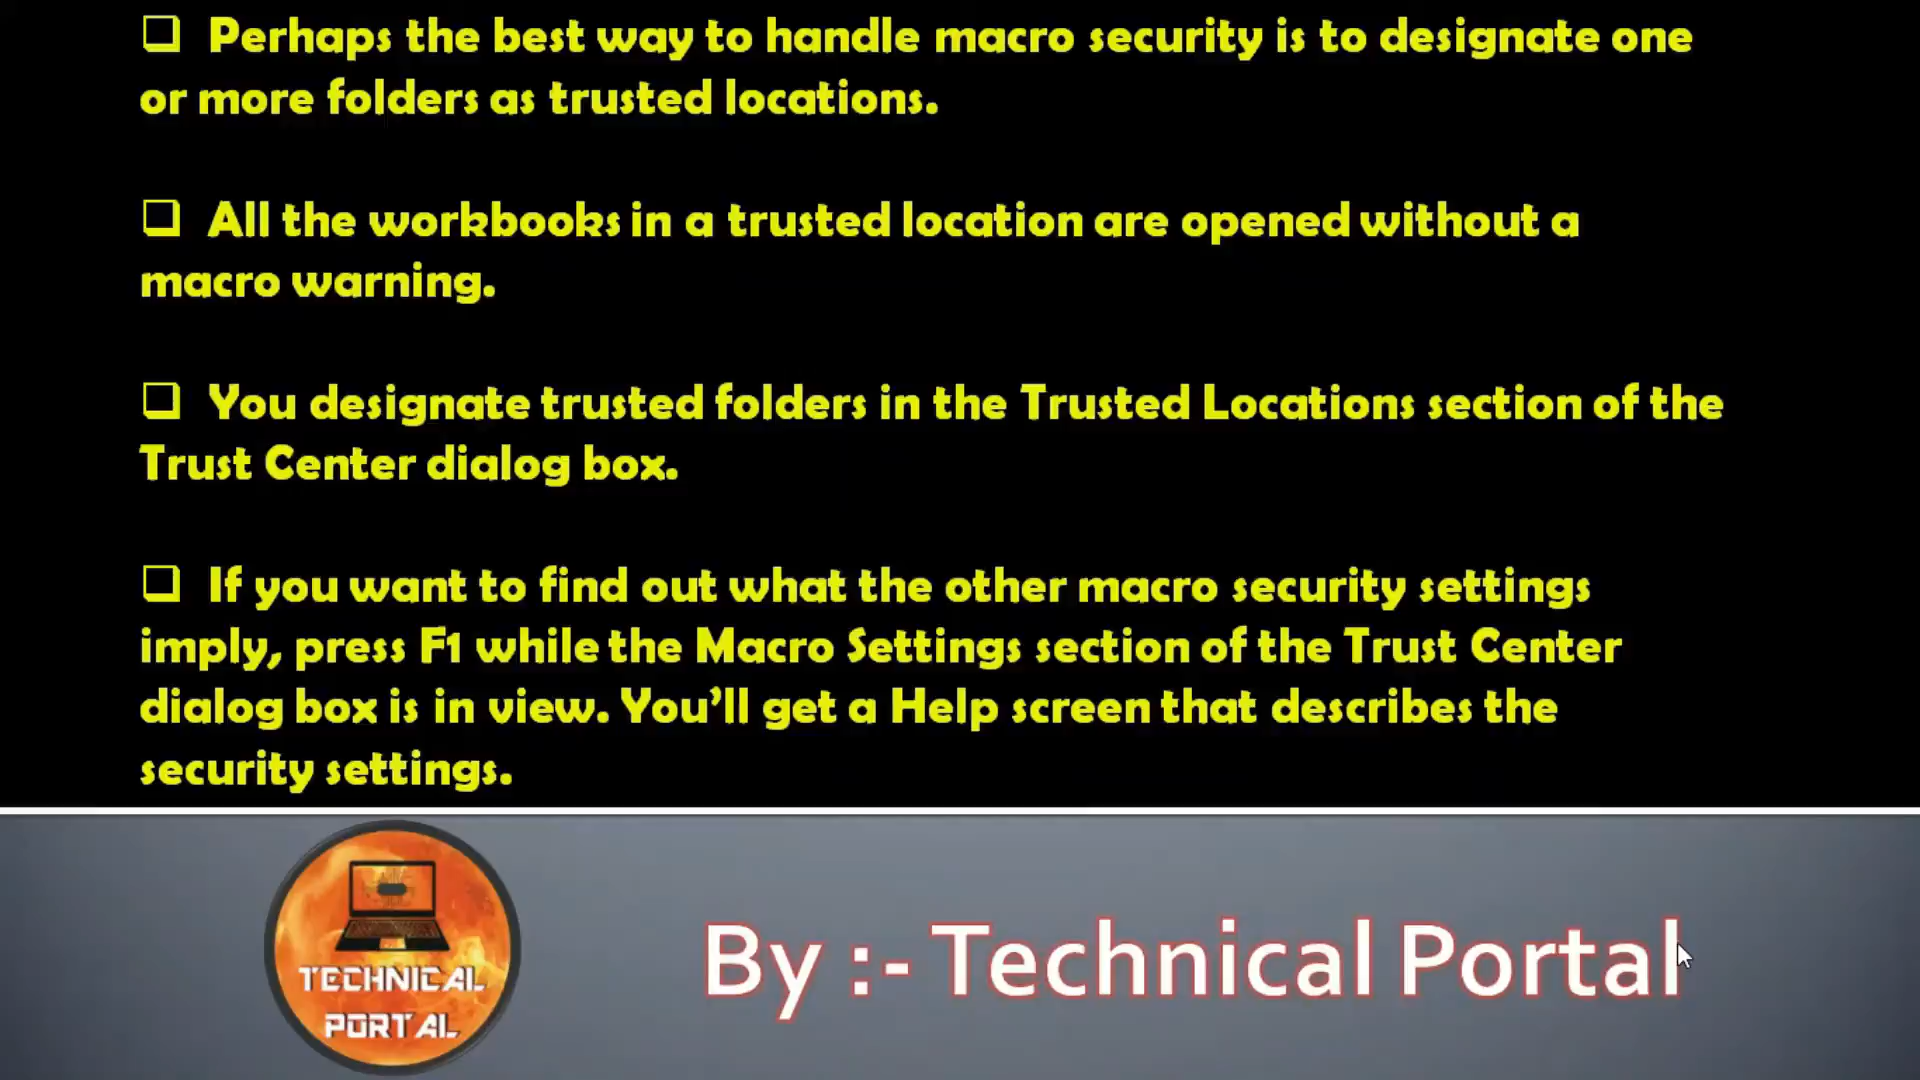 ❑ Perhaps the best way to handle macro security is to designate one
or more folders as trusted locations.
❑ All the workbooks in a trusted location are opened without a
macro warning.
❑ You designate trusted folders in the Trusted Locations section of the
Trust Center dialog box.
❑ If you want to find out what the other macro security settings
imply, press F1 while the Macro Settings section of the Trust Center
dialog box is in view. You’ll get a Help screen that describes the
security settings.
TECHNICAL
PORTAL
By :- Technical Portal